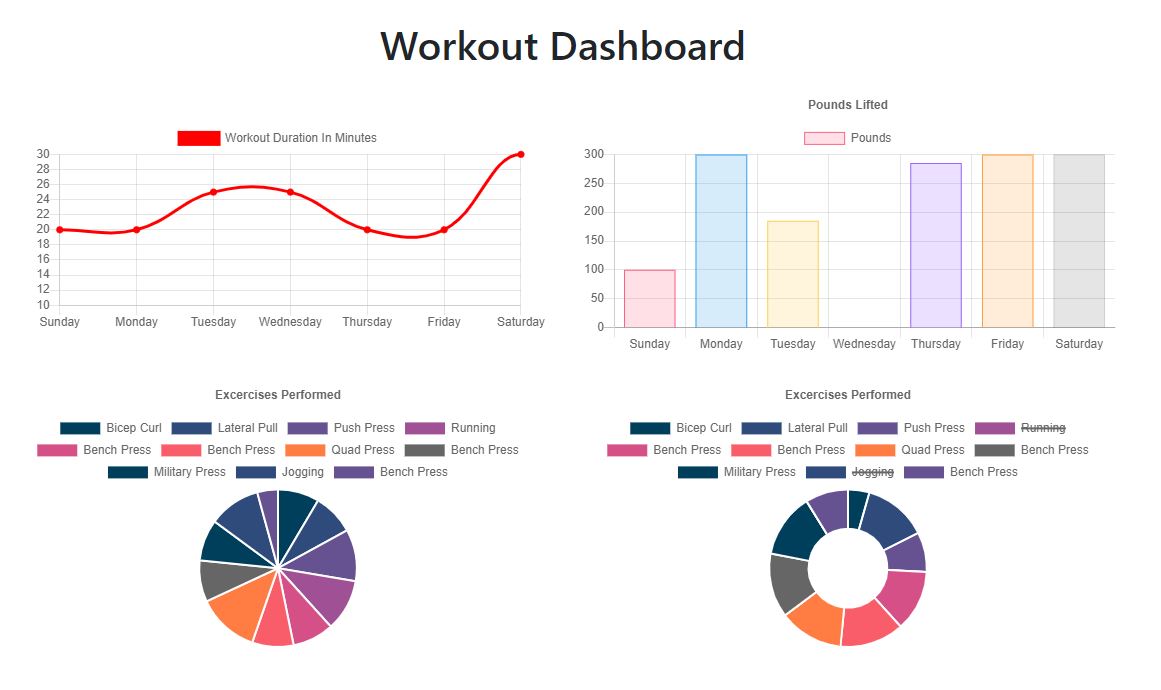 Workout Dashboard
Workout Duration In Minutes
30
28
26
24
22
20
18
16
14
12
10
Sunday Monday Tuesday Wednesday Thursday Friday Saturday
Pounds Lifted
Pounds
300
250
200
150
100
50
0
Sunday Monday Tuesday Wednesday Thursday Friday Saturday
Excercises Performed
Bicep Curl Lateral Pull Push Press Running
Bench Press Bench Press Quad Press Bench Press
Military Press Jogging Bench Press
Excercises Performed
Bicep Curl Lateral Pull Push Press Running
Bench Press Bench Press Quad Press Bench Press
Military Press Jogging Bench Press